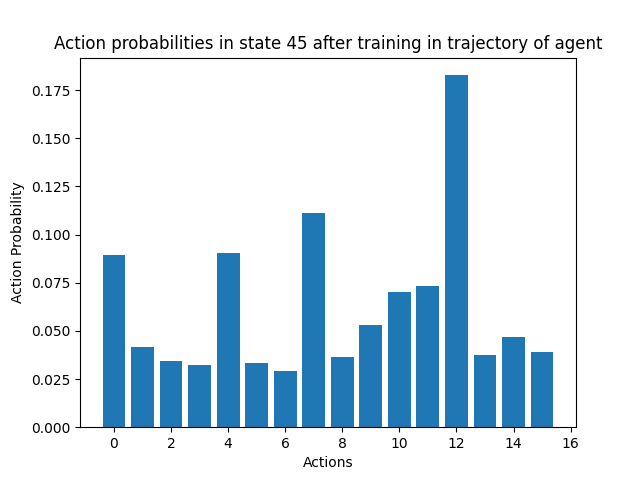 Action probabilities in state 45 after training in trajectory of agent
Action Probability
0.175
0.150
0.125
0.100
0.075
0.050
0.025
0.000
0 2 4 6 8 10 12 14 16
Actions